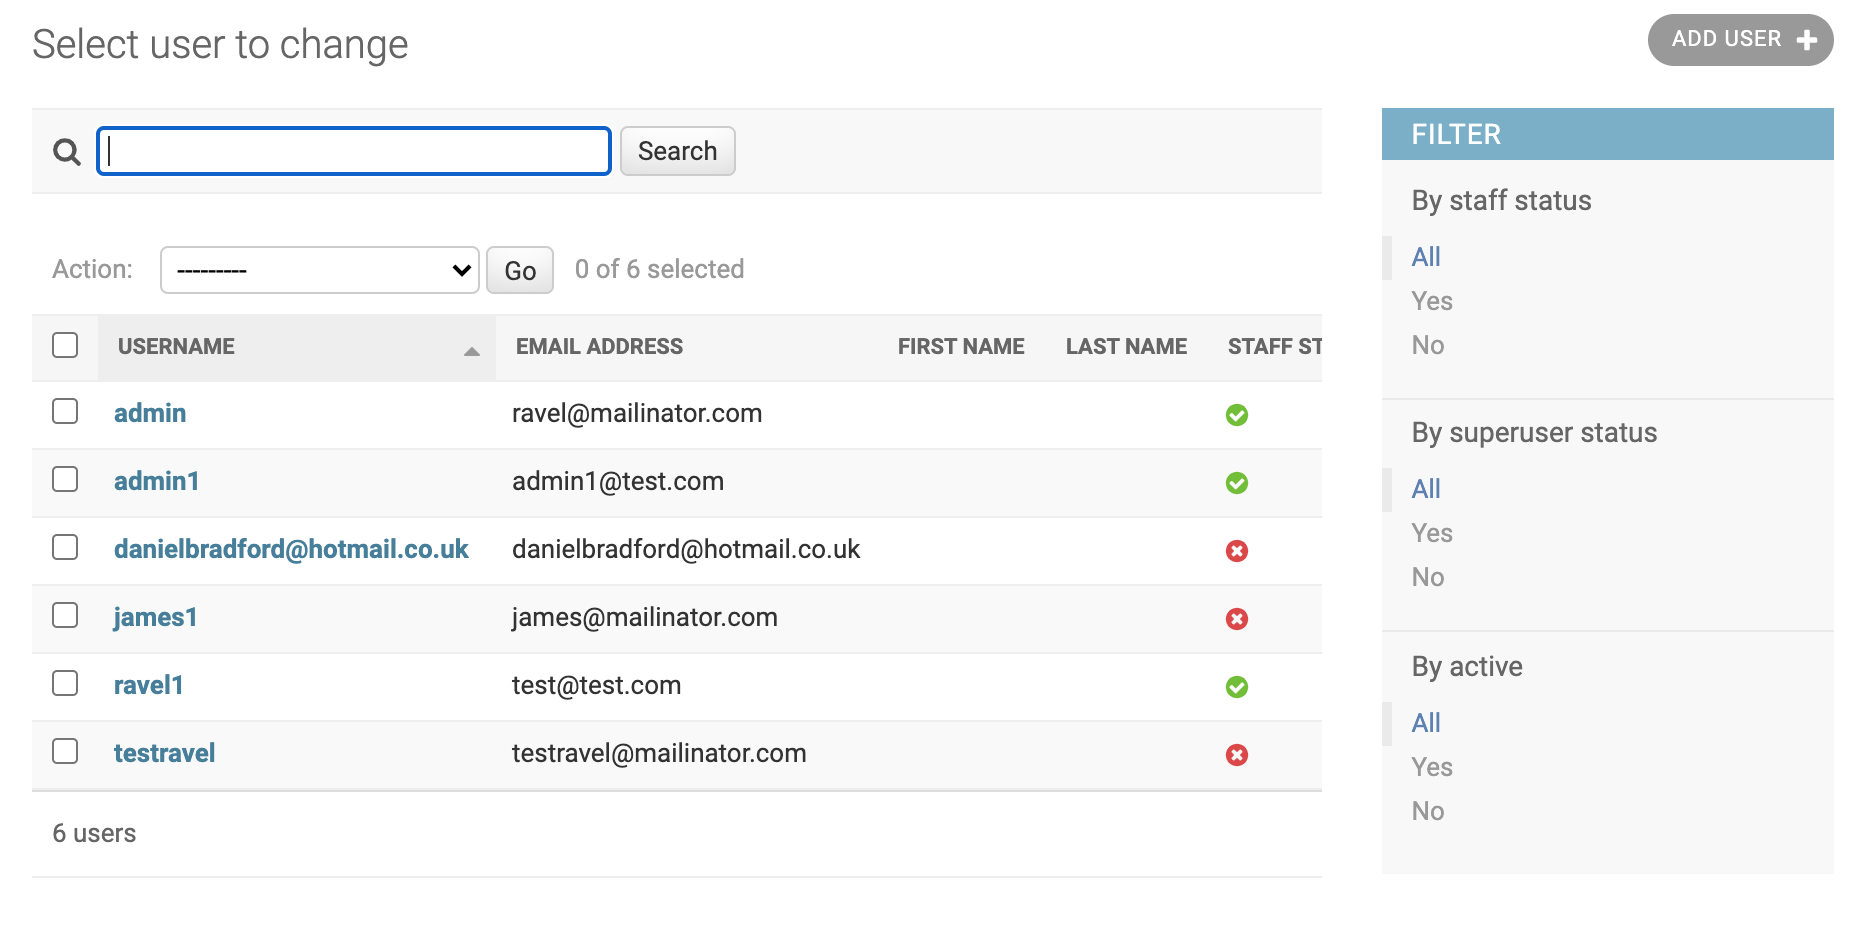 Select user to change
ADD USER
Search
Action: --------- Go 0 of 6 selected
USERNAME EMAIL ADDRESS FIRST NAME LAST NAME STAFF ST
admin ravel@mailinator.com
admin1 admin1@test.com
danielbradford@hotmail.co.uk danielbradford@hotmail.co.uk
james1 james@mailinator.com
ravel1 test@test.com
testravel testravel@mailinator.com
6 users
FILTER
By staff status
All
Yes
No
By superuser status
All
Yes
No
By active
All
Yes
No